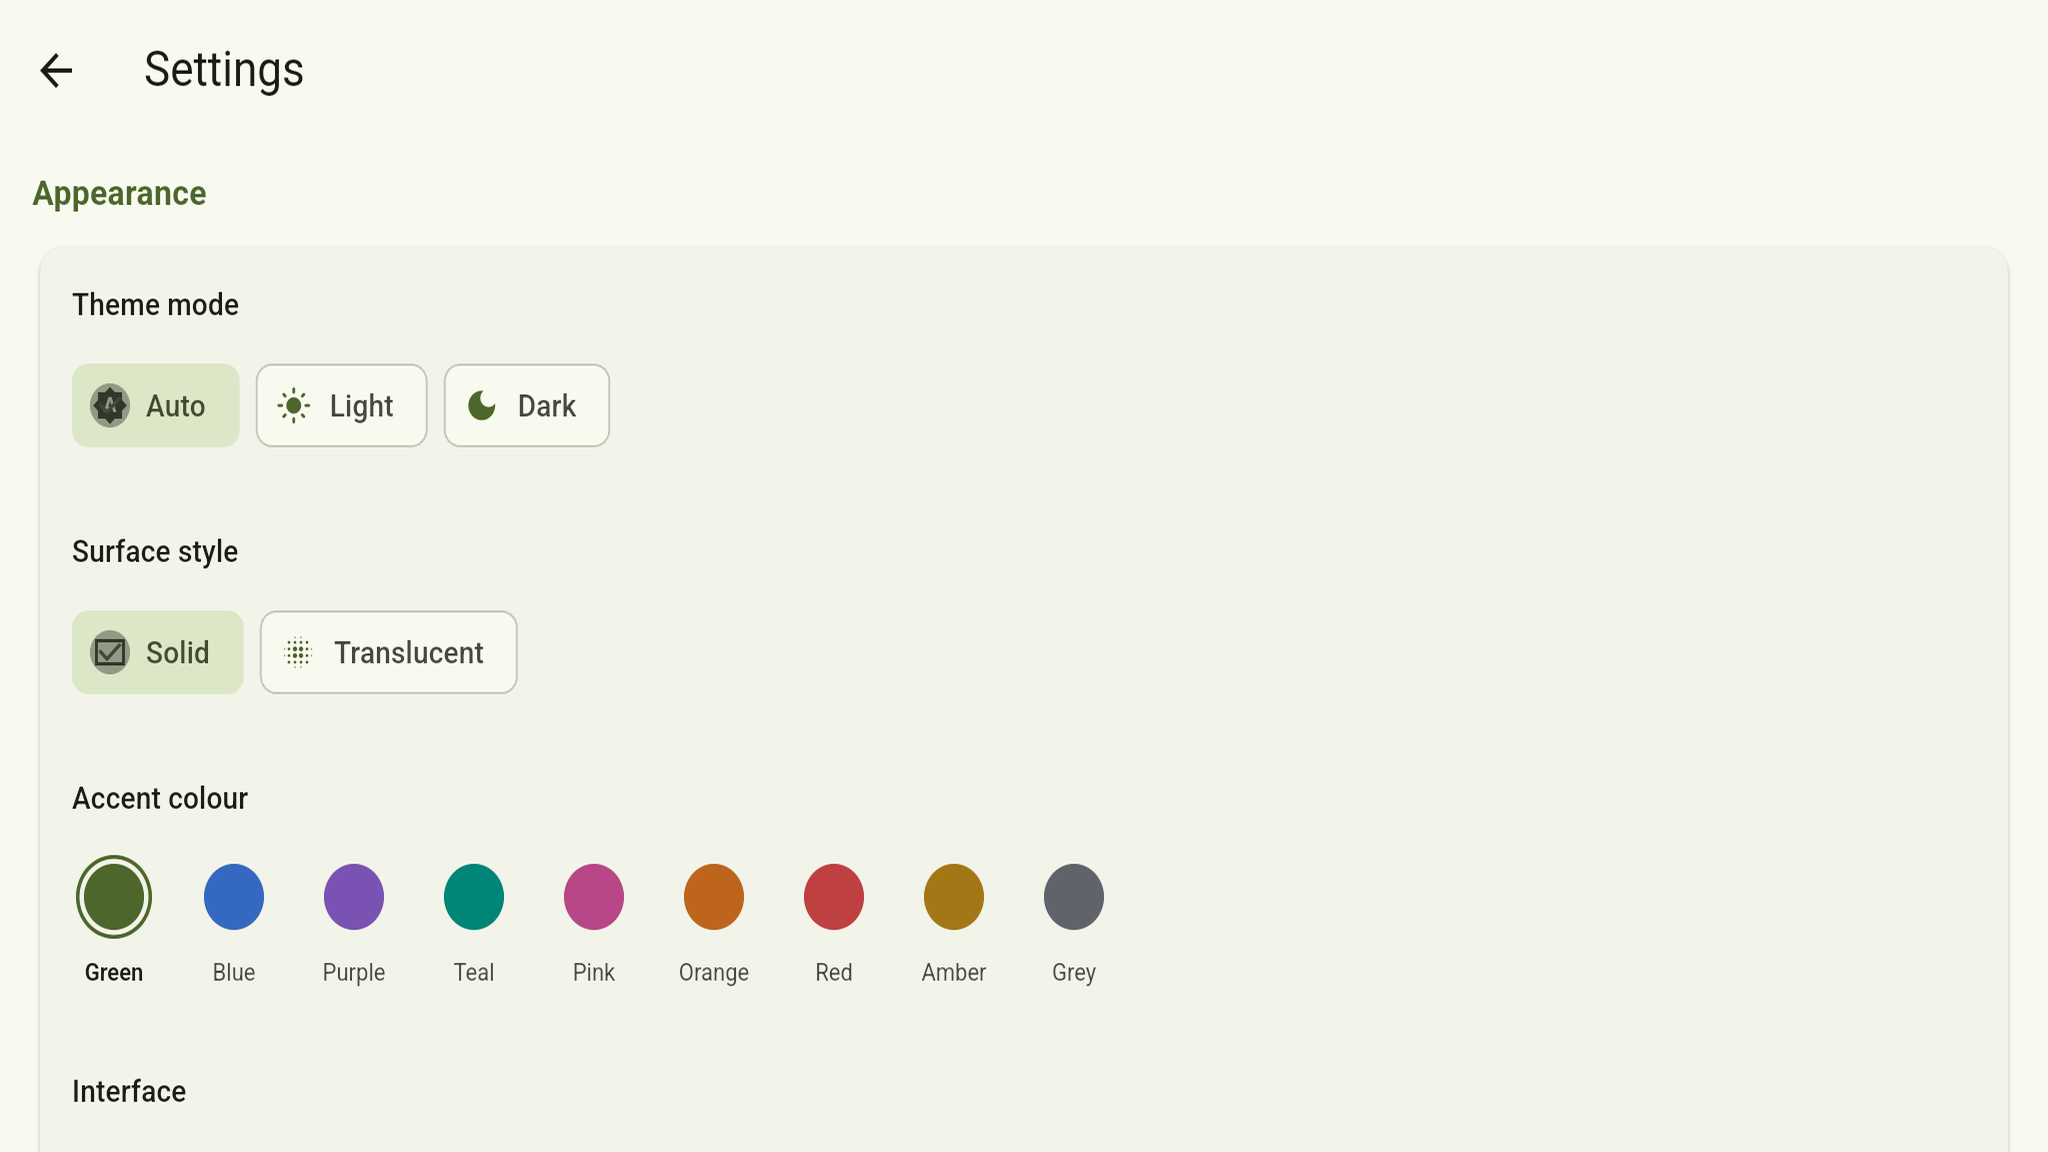 Settings
Appearance
Theme mode
Auto Light Dark
Surface style
Solid Translucent
Accent colour
Green Blue Purple Teal Pink Orange Red Amber Grey
Interface